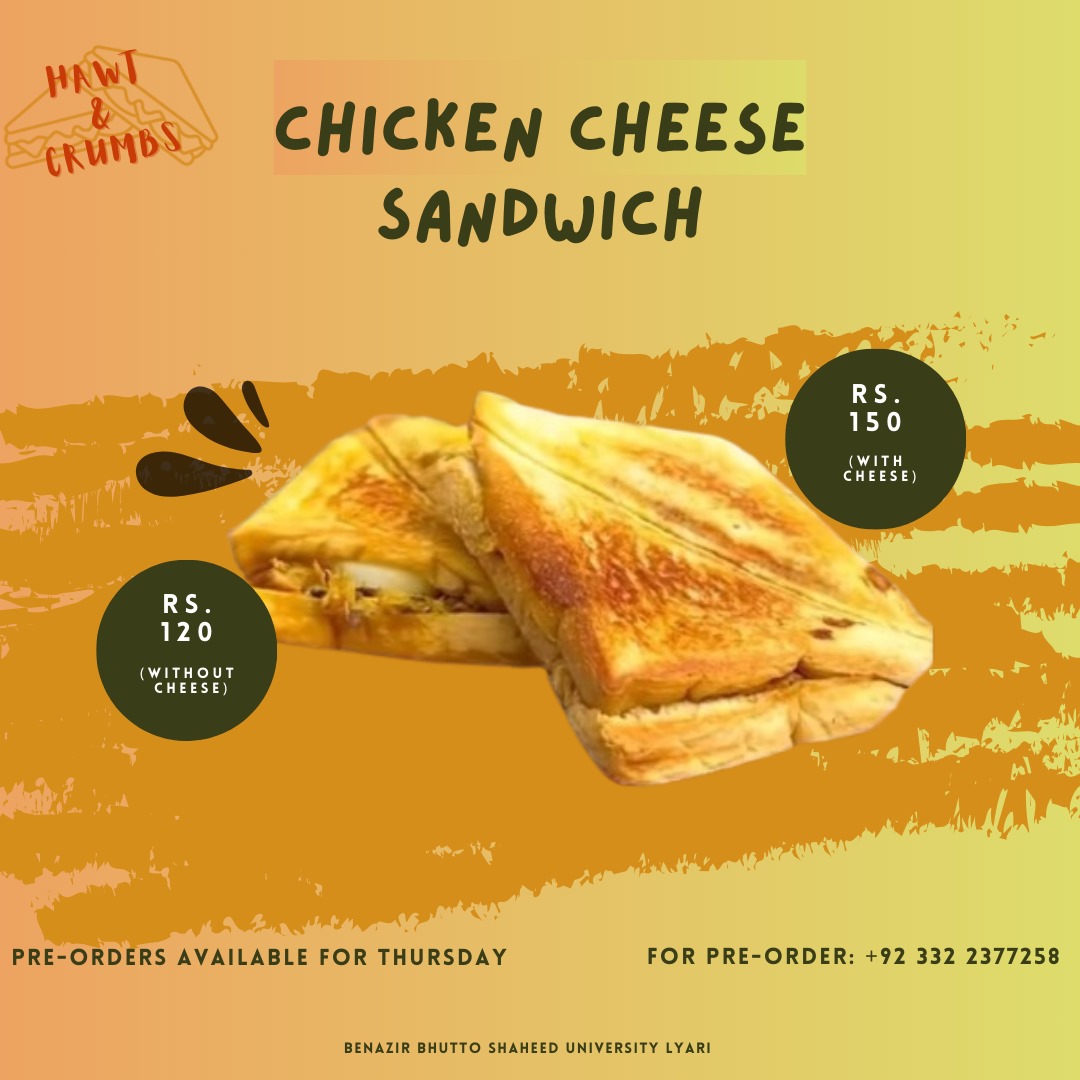 HAWT
&
CRUMBS
CHICKEN CHEESE
SANDWICH
RS.
150
(WITH
CHEESE)
RS.
120
(WITHOUT
CHEESE)
PRE-ORDERS AVAILABLE FOR THURSDAY
FOR PRE-ORDER: +92 332 2377258
BENAZIR BHUTTO SHAHEED UNIVERSITY LYARI